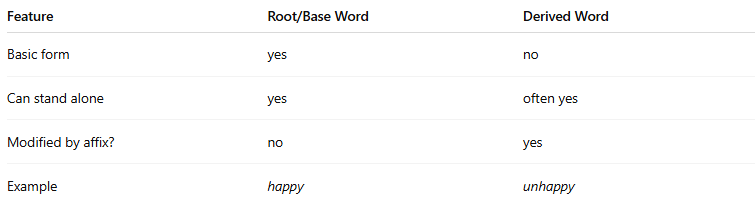 Feature Root/Base Word Derived Word
Basic form yes no
Can stand alone yes often yes
Modified by affix? no yes
Example happy unhappy